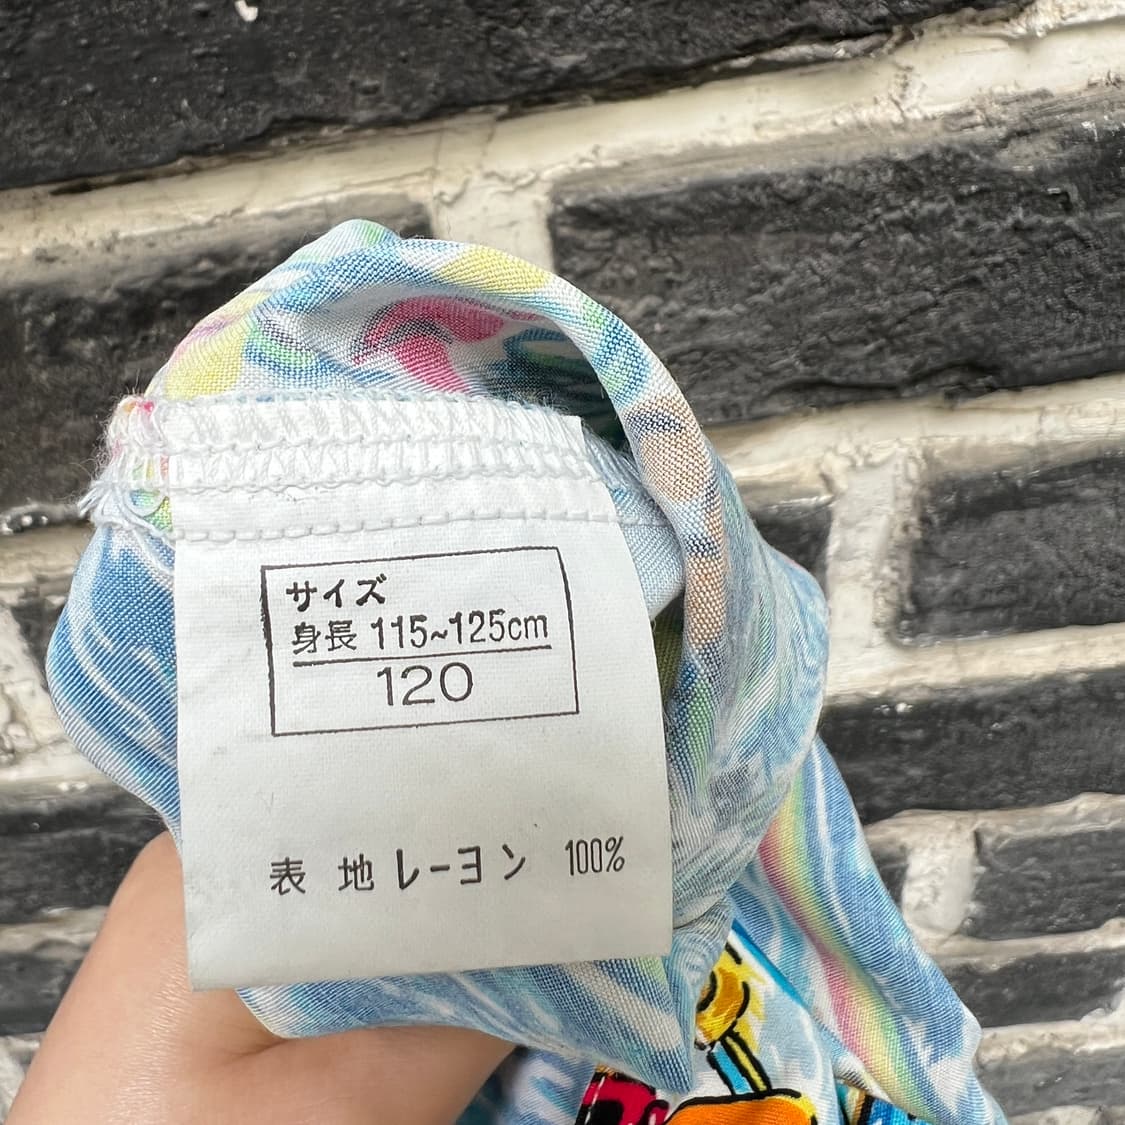 サイズ
身長 115~125cm
120
表 地 レーヨン 100%